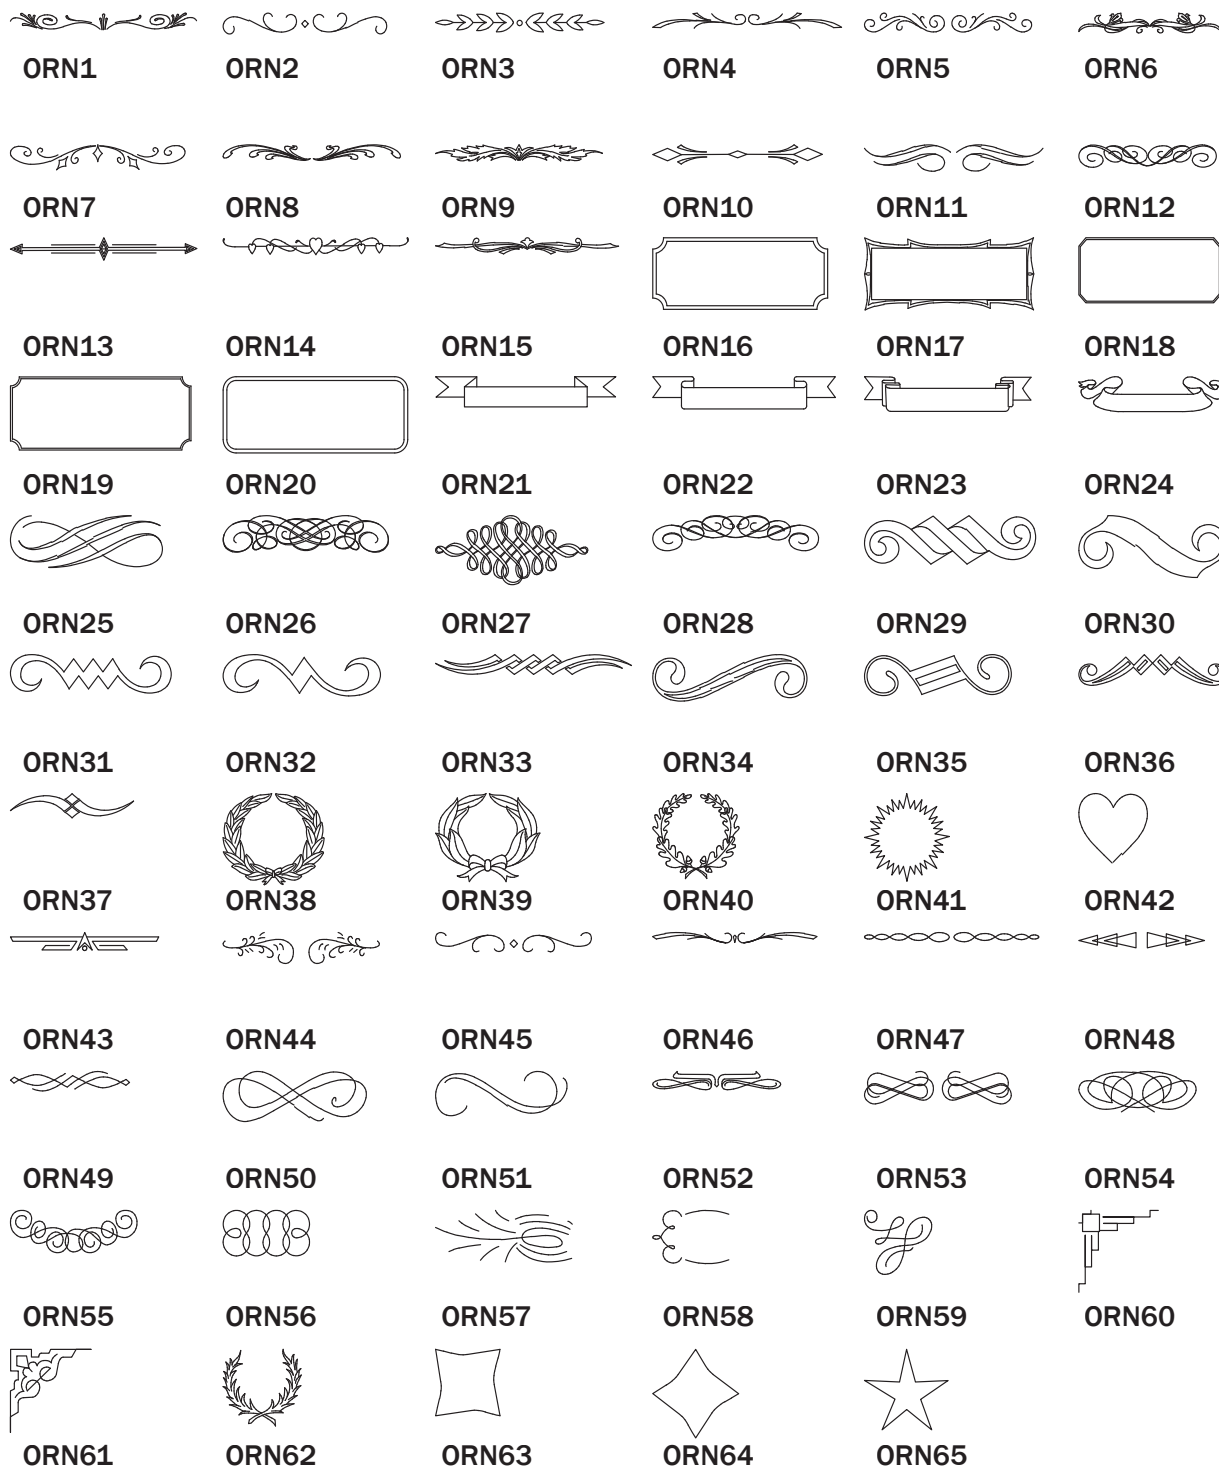 ORN1 ORN2 ORN3 ORN4 ORN5 ORN6
ORN7 ORN8 ORN9 ORN10 ORN11 ORN12
ORN13 ORN14 ORN15 ORN16 ORN17 ORN18
ORN19 ORN20 ORN21 ORN22 ORN23 ORN24
ORN25 ORN26 ORN27 ORN28 ORN29 ORN30
ORN31 ORN32 ORN33 ORN34 ORN35 ORN36
ORN37 ORN38 ORN39 ORN40 ORN41 ORN42
ORN43 ORN44 ORN45 ORN46 ORN47 ORN48
ORN49 ORN50 ORN51 ORN52 ORN53 ORN54
ORN55 ORN56 ORN57 ORN58 ORN59 ORN60
ORN61 ORN62 ORN63 ORN64 ORN65